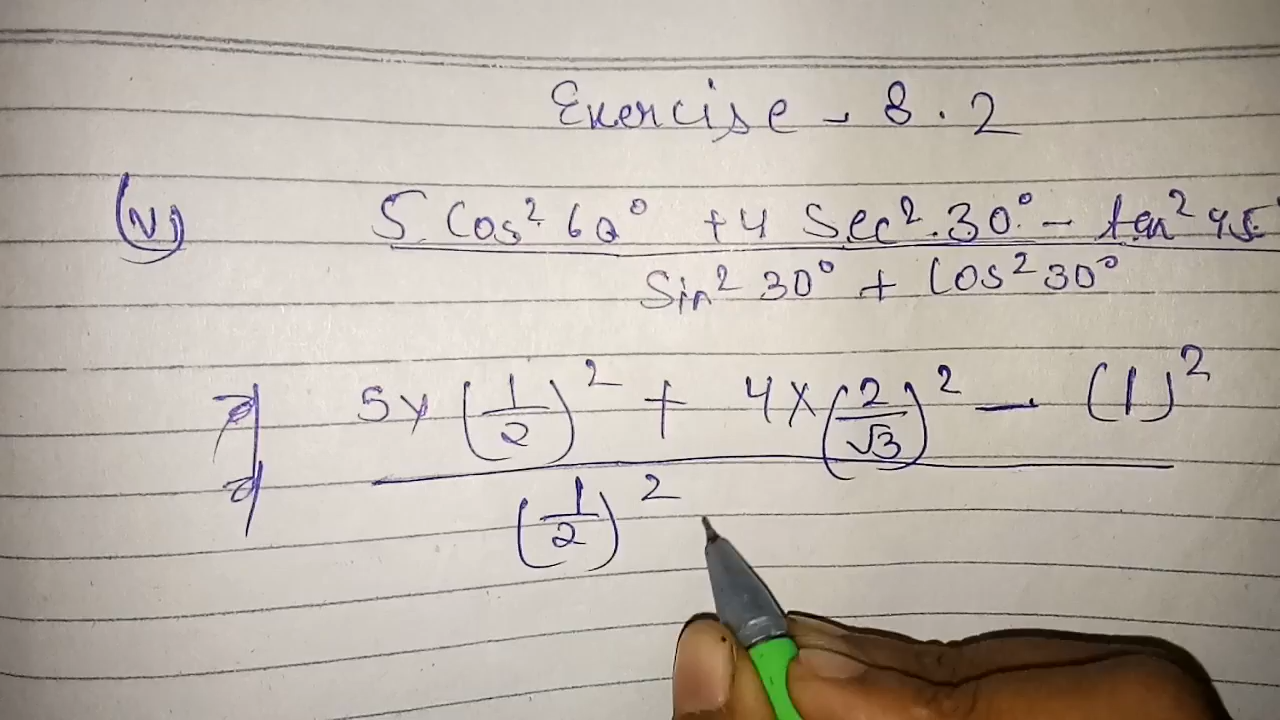 Exercise - 8.2
(v) 5 Cos² 60° + 4 Sec² 30° - tan² 45
Sin² 30° + Cos² 30°
⇒ 5 × (1/2)² + 4 × (2/√3)² - (1)²
(1/2)²